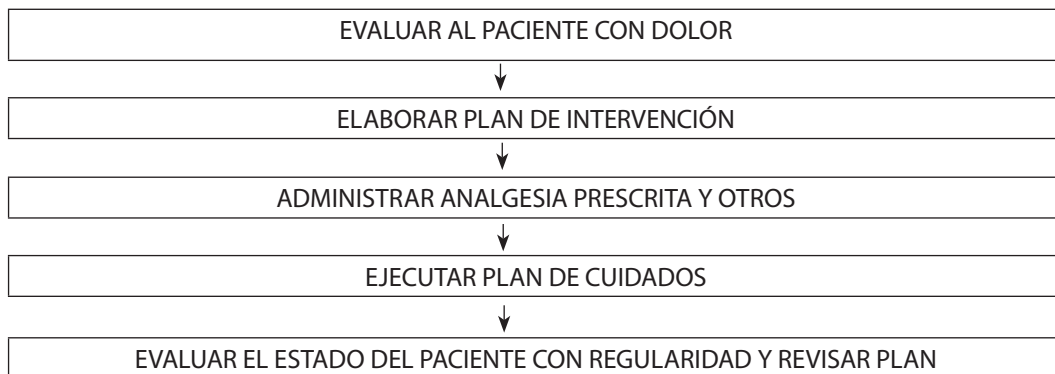 EVALUAR AL PACIENTE CON DOLOR
ELABORAR PLAN DE INTERVENCIÓN
ADMINISTRAR ANALGESIA PRESCRITA Y OTROS
EJECUTAR PLAN DE CUIDADOS
EVALUAR EL ESTADO DEL PACIENTE CON REGULARIDAD Y REVISAR PLAN